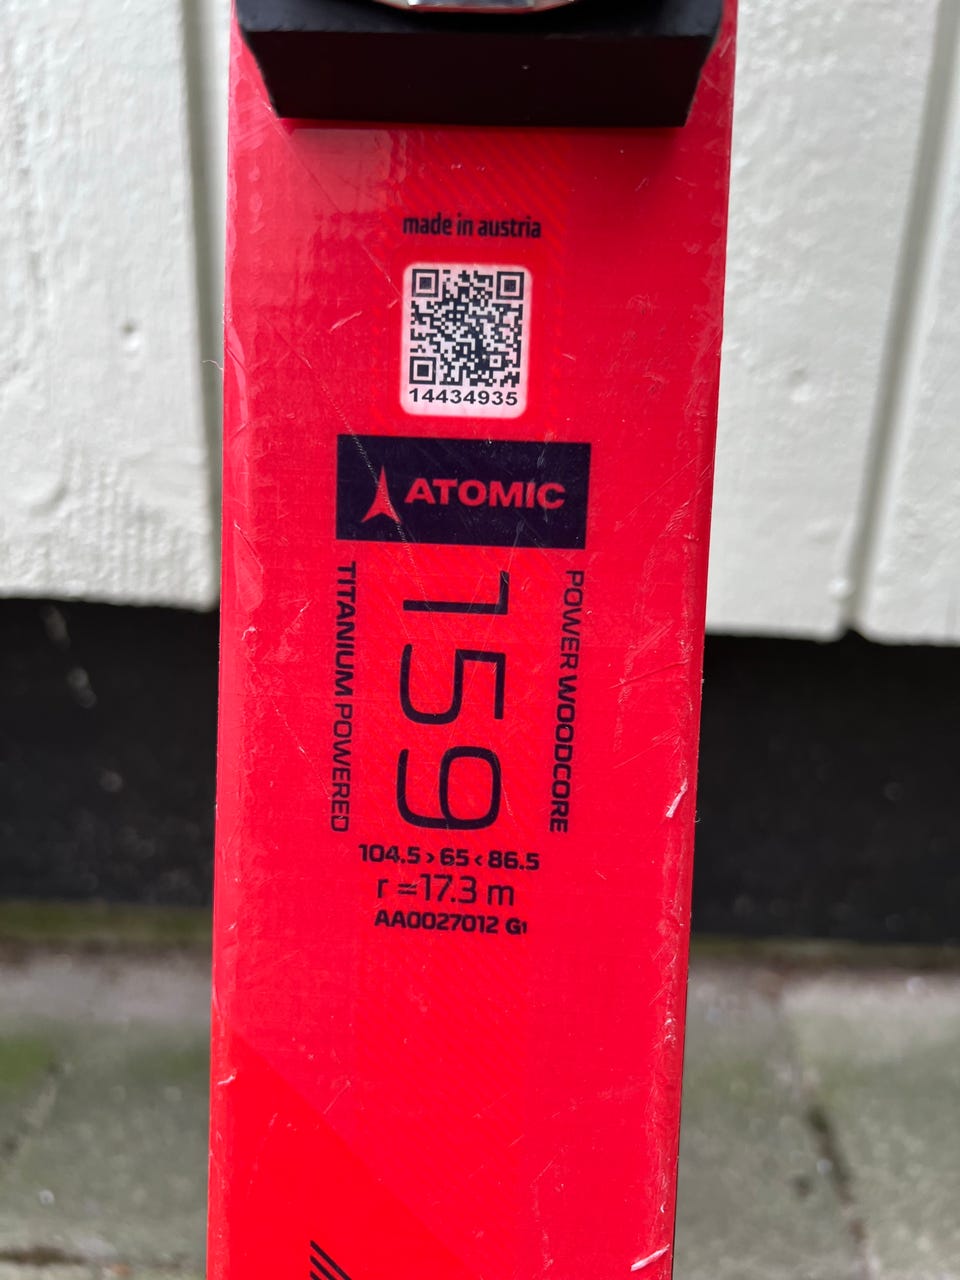 made in austria
14434935
ATOMIC
TITANIUM POWERED
159
POWER WOODCORE
104.5 › 65 ‹ 86.5
r =17.3 m
AA0027012 G1